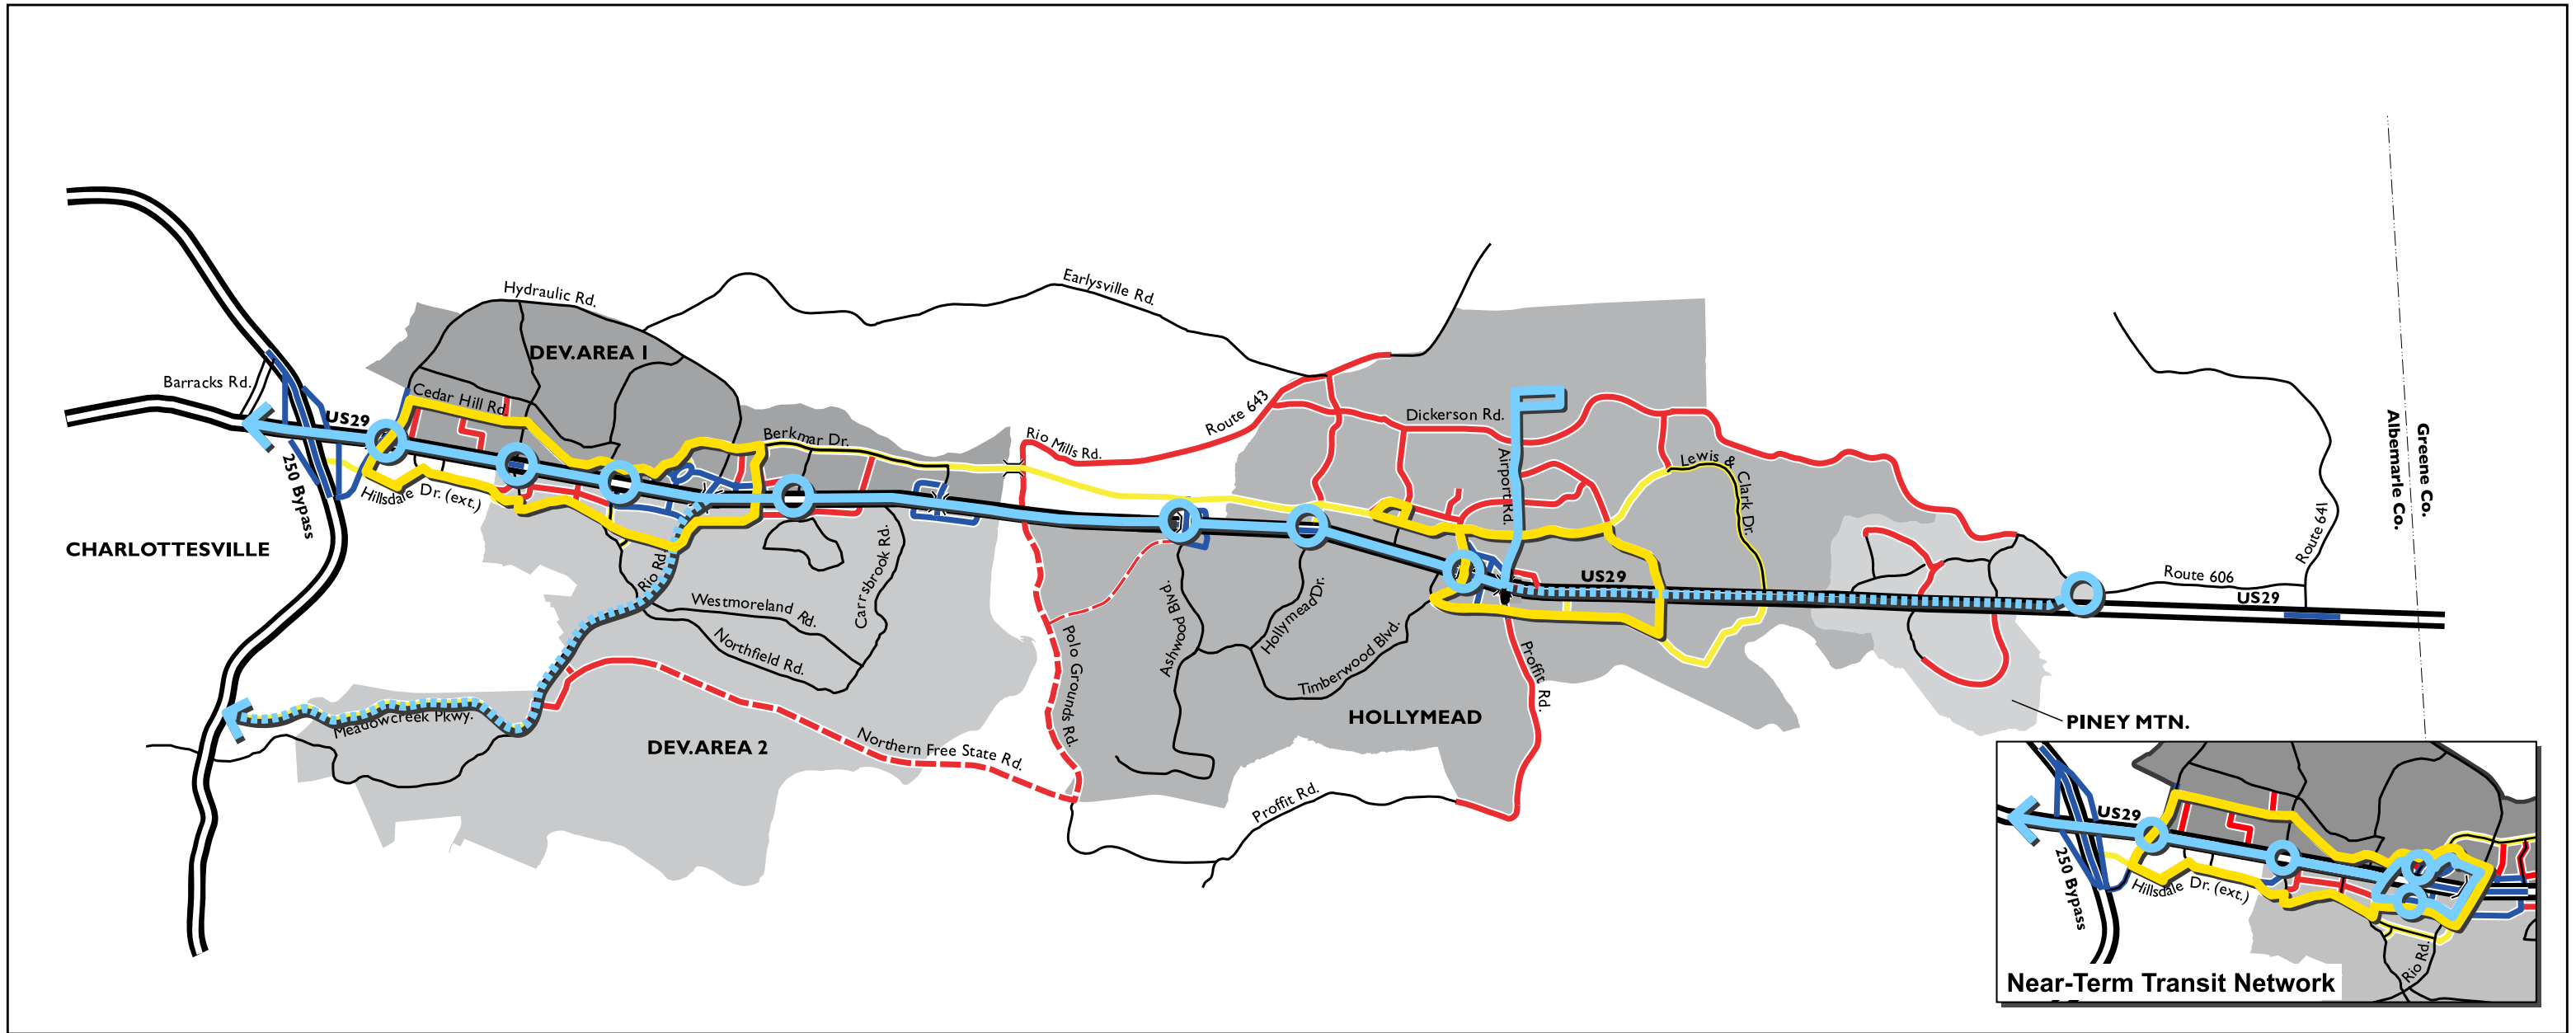 Hydraulic Rd.
Earlysville Rd.
DEV.AREA 1
Barracks Rd.
Cedar Hill Rd.
US29
Route 643
Dickerson Rd.
Berkmar Dr.
Rio Mills Rd.
Airport Rd.
Lewis & Clark Dr.
Greene Co.
Albemarle Co.
250 Bypass
Hillsdale Dr. (ext.)
CHARLOTTESVILLE
Rio Rd.
Carrsbrook Rd.
Westmoreland Rd.
Northfield Rd.
Ashwood Blvd.
Hollymead Dr.
Timberwood Blvd.
US29
Route 606
Route 641
US29
Polo Grounds Rd.
Proffit Rd.
Meadowcreek Pkwy.
HOLLYMEAD
PINEY MTN.
DEV.AREA 2
Northern Free State Rd.
Proffit Rd.
US29
250 Bypass
Hillsdale Dr. (ext.)
Rio Rd.
Near-Term Transit Network